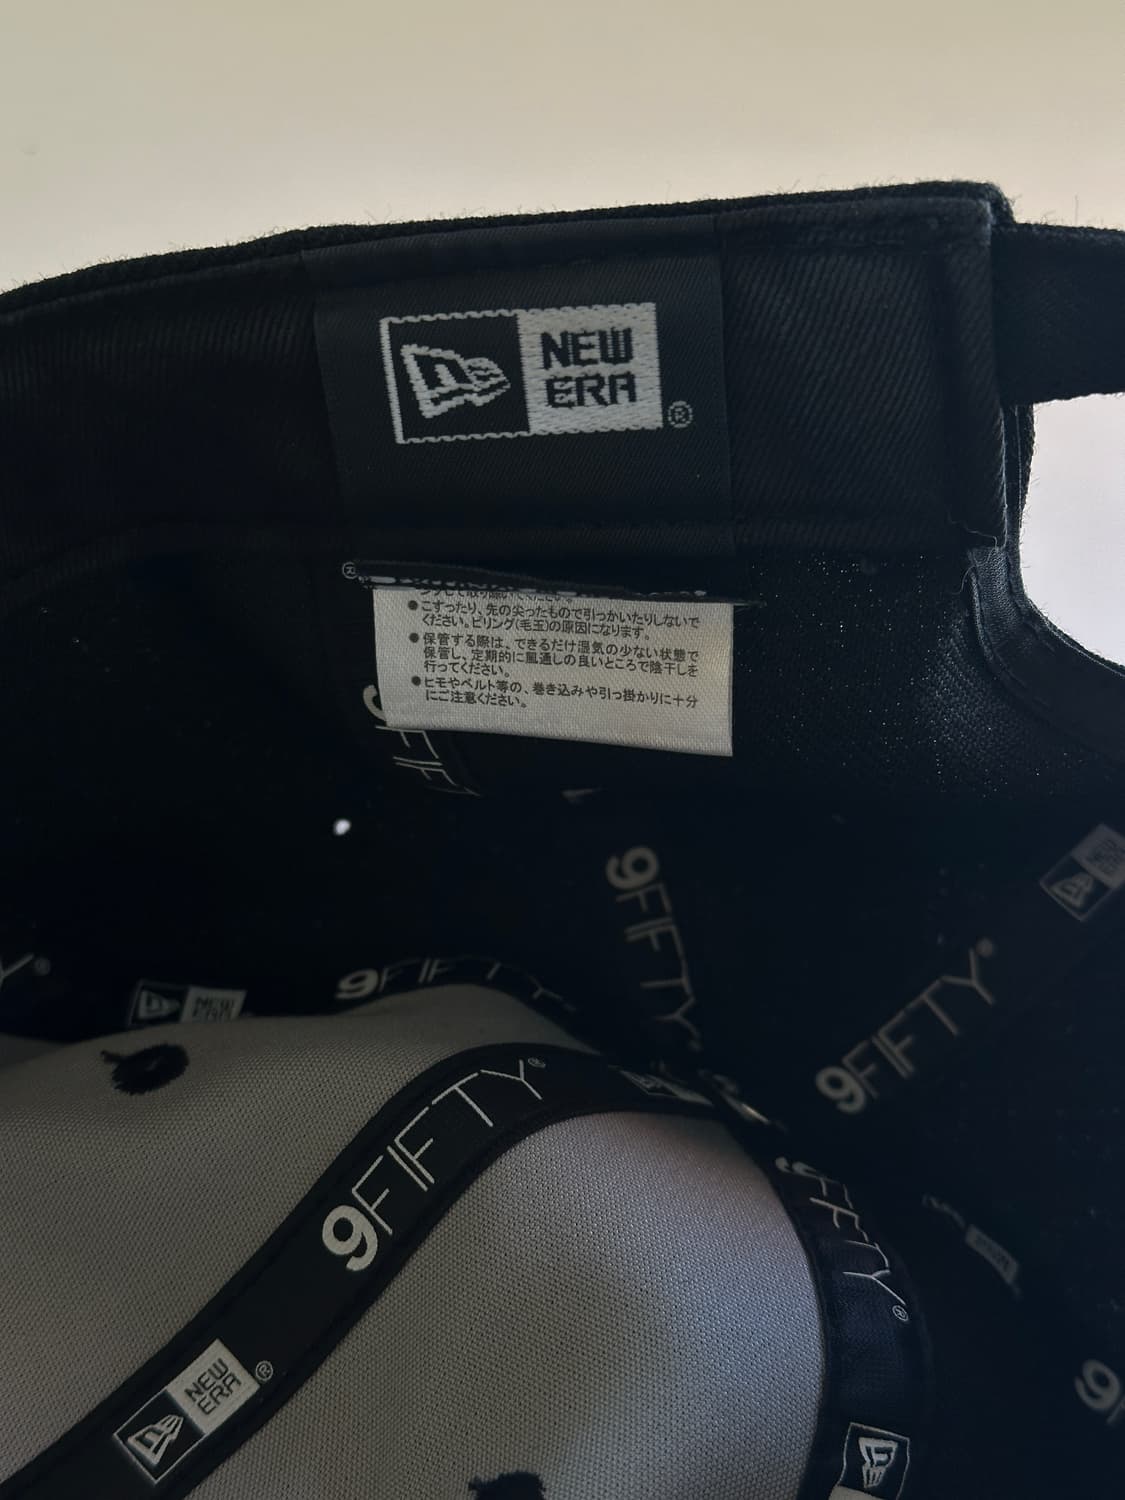 NEW
ERA
®
®
●こすったり、先の尖ったもので引っかいたりしないで
ください。ピリング(毛玉)の原因になります。
●保管する際は、できるだけ湿気の少ない状態で
保管し、定期的に風通しの良いところで陰干しを
行ってください。
●ヒモやベルト等の、巻き込みや引っ掛かりに十分
にご注意ください。
9FIF
9FIFTY
9FIFTY
NEW
ERA
9FIFTY
9FIFTY®
9FIFTY®
NEW
ERA
®
9F